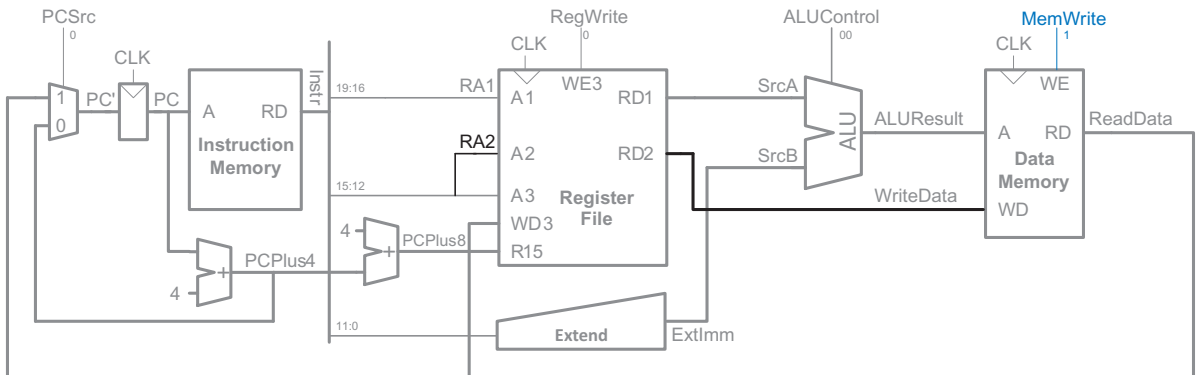 PCSrc
0
RegWrite
0
ALUControl
00
MemWrite
1
CLK
CLK
CLK
1
0
PC'
PC
A
RD
Instruction
Memory
Instr
19:16
RA1
A1
WE3
RD1
SrcA
ALU
ALUResult
A
WE
RD
ReadData
Data
Memory
WD
RA2
A2
RD2
SrcB
WriteData
15:12
A3
Register
File
WD3
R15
4
+
PCPlus8
PCPlus4
+
4
11:0
Extend
ExtImm